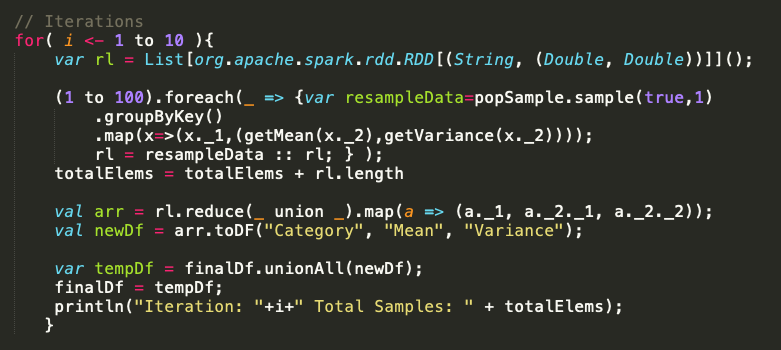 // Iterations
for( i <- 1 to 10 ){
    var rl = List[org.apache.spark.rdd.RDD[(String, (Double, Double))]]();
    (1 to 100).foreach(_ => {var resampleData=popSample.sample(true,1)
        .groupByKey()
        .map(x=>(x._1,(getMean(x._2),getVariance(x._2))));
        rl = resampleData :: rl; } );
    totalElems = totalElems + rl.length
    val arr = rl.reduce(_ union _).map(a => (a._1, a._2._1, a._2._2));
    val newDf = arr.toDF("Category", "Mean", "Variance");
    var tempDf = finalDf.unionAll(newDf);
    finalDf = tempDf;
    println("Iteration: "+i+" Total Samples: " + totalElems);
   }